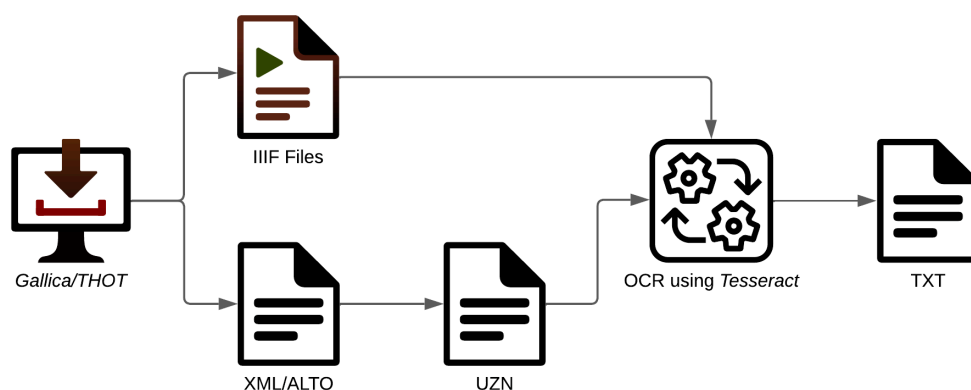 IIIF Files
Gallica/THOT
OCR using Tesseract
TXT
XML/ALTO
UZN